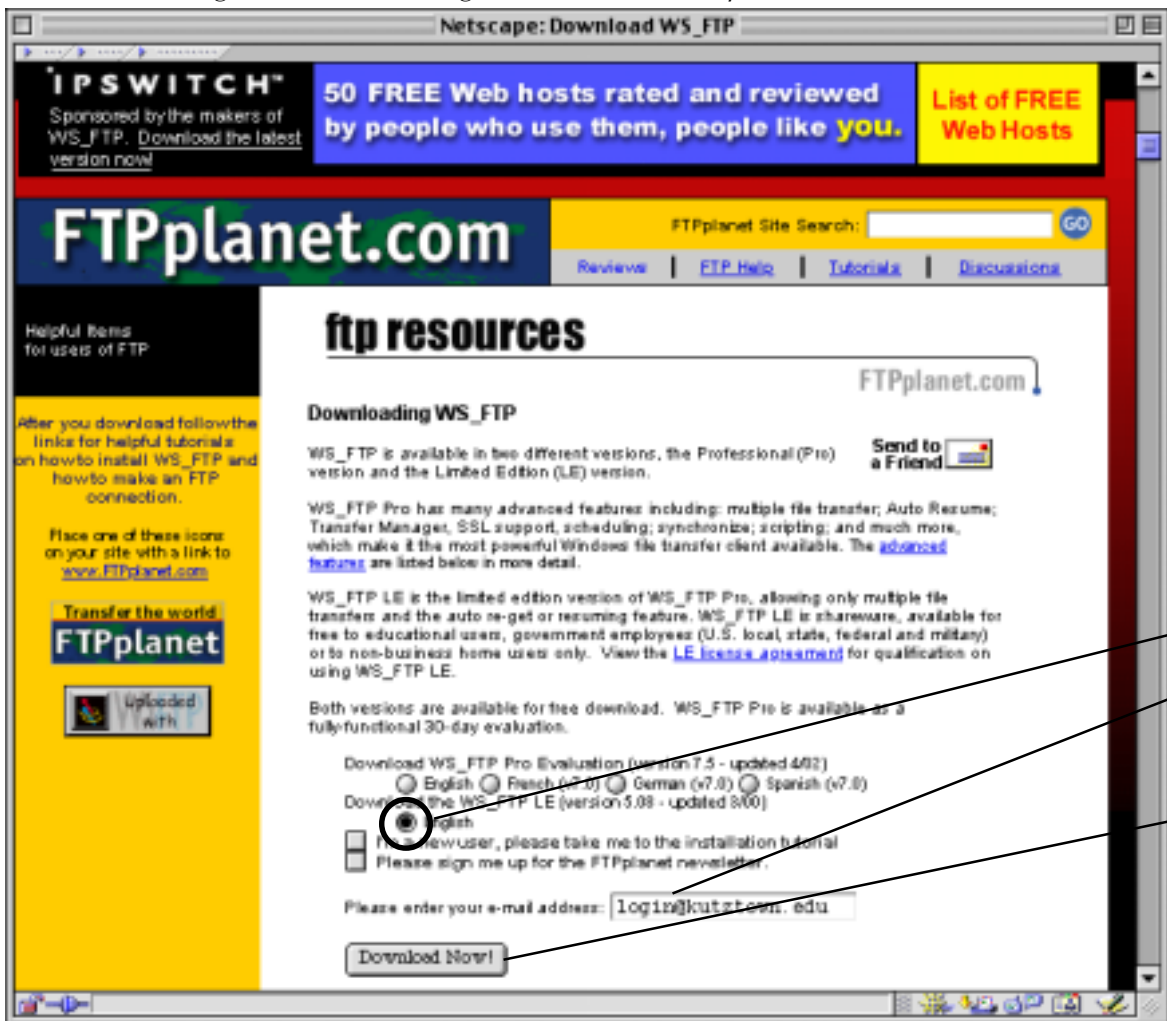 Netscape: Download WS_FTP
IPSWITCH™
Sponsored by the makers of
WS_FTP. Download the latest
version now!
50 FREE Web hosts rated and reviewed
by people who use them, people like you.
List of FREE
Web Hosts
FTPplanet.com
FTPplanet Site Search:
GO
Reviews | FTP Help | Tutorials | Discussions
Helpful Items
for users of FTP
ftp resources
FTPplanet.com
After you download follow the
links for helpful tutorials
on how to install WS_FTP and
how to make an FTP
connection.
Place one of these icons
on your site with a link to
www.FTPplanet.com
Transfer the world
FTPplanet
Uploaded
with
Downloading WS_FTP
Send to
a Friend
WS_FTP is available in two different versions, the Professional (Pro)
version and the Limited Edition (LE) version.
WS_FTP Pro has many advanced features including: multiple file transfer; Auto Resume;
Transfer Manager, SSL support, scheduling; synchronize; scripting; and much more,
which make it the most powerful Windows file transfer client available. The advanced
features are listed below in more detail.
WS_FTP LE is the limited edition version of WS_FTP Pro, allowing only multiple file
transfers and the auto re-get or resuming feature. WS_FTP LE is shareware, available for
free to educational users, government employees (U.S. local, state, federal and military)
or to non-business home users only. View the LE license agreement for qualification on
using WS_FTP LE.
Both versions are available for free download. WS_FTP Pro is available as a
fully-functional 30-day evaluation.
Download WS_FTP Pro Evaluation (version 7.5 - updated 4/02)
English French (v7.0) German (v7.0) Spanish (v7.0)
Download the WS_FTP LE (version 5.08 - updated 3/00)
English
I'm a new user, please take me to the installation tutorial
Please sign me up for the FTPplanet newsletter.
Please enter your e-mail address: login@kutztown.edu
Download Now!